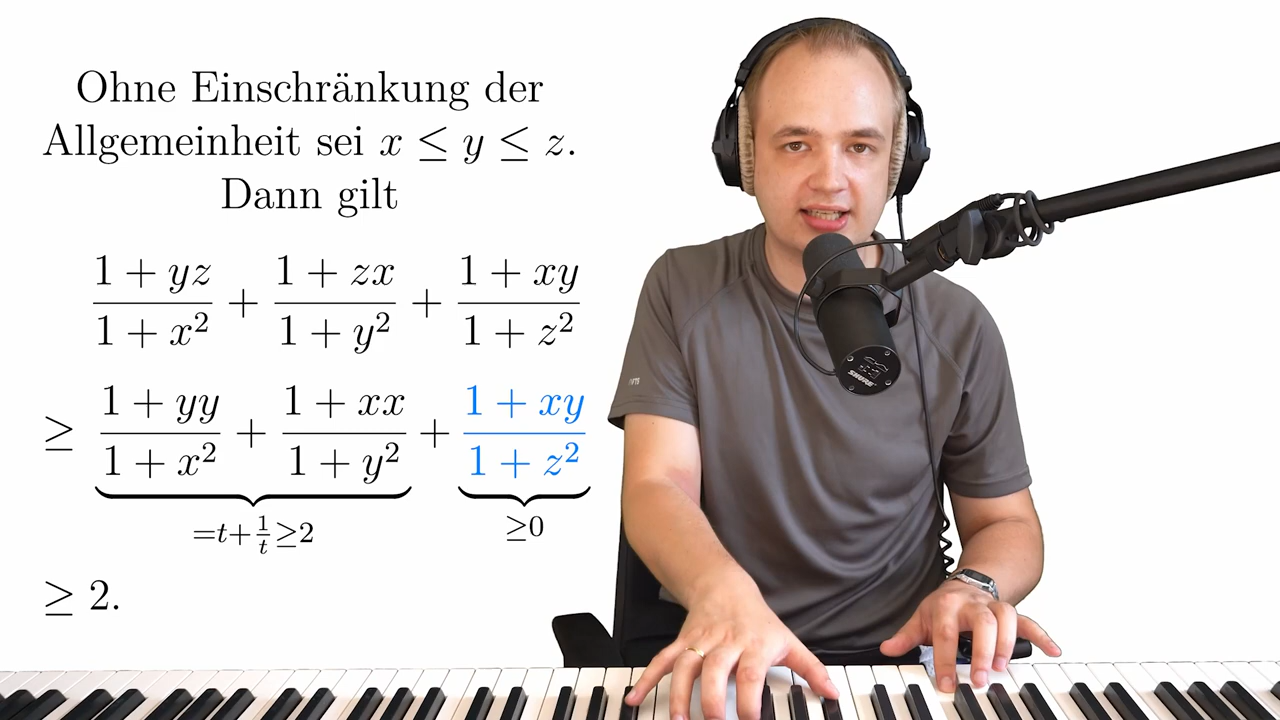 Ohne Einschränkung der
Allgemeinheit sei x ≤ y ≤ z.
Dann gilt
(1 + yz)/(1 + x²) + (1 + zx)/(1 + y²) + (1 + xy)/(1 + z²)
≥ (1 + yy)/(1 + x²) + (1 + xx)/(1 + y²) + (1 + xy)/(1 + z²)
=t+1/t≥2 ≥0
≥ 2.
SHURE